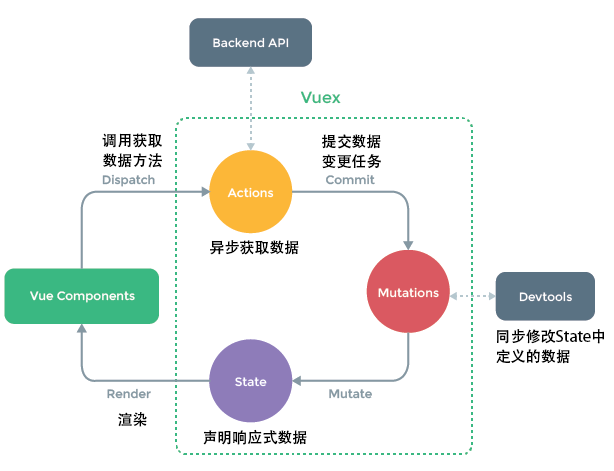 Backend API
Vuex
调用获取
数据方法
Dispatch
提交数据
变更任务
Commit
Actions
异步获取数据
Vue Components
Mutations
Devtools
同步修改State中
定义的数据
State
Render
Mutate
渲染
声明响应式数据